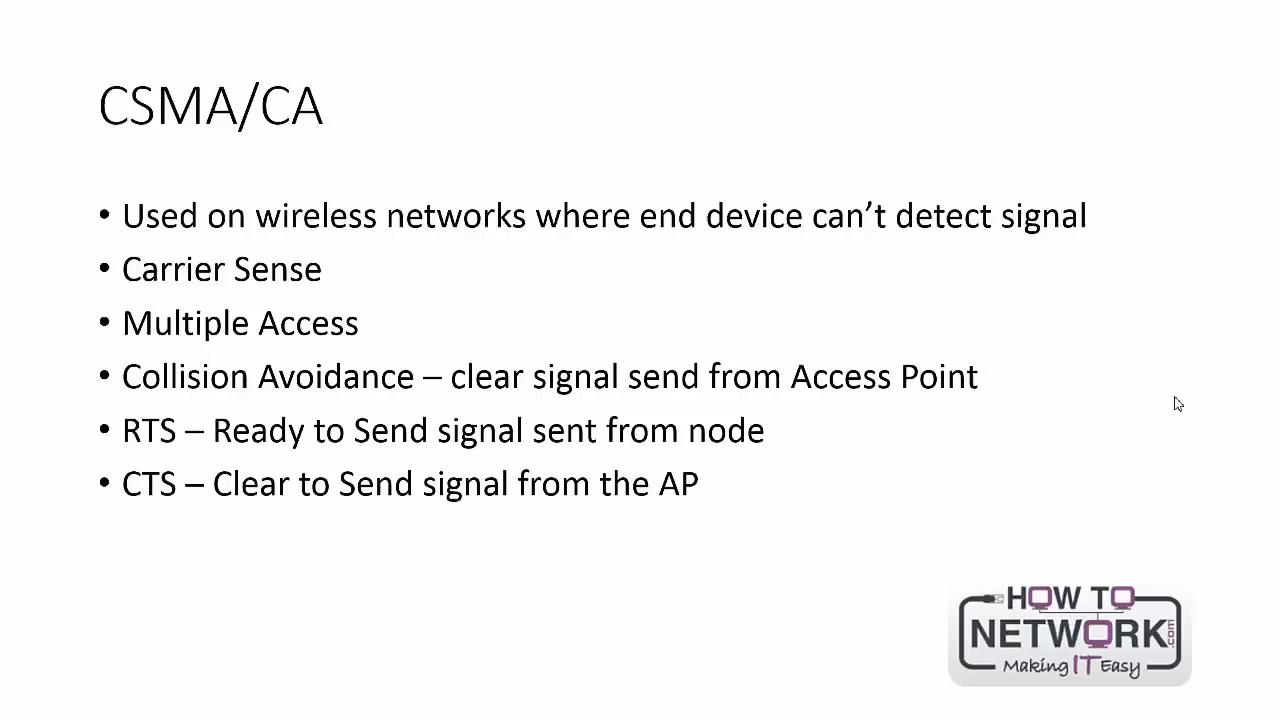 CSMA/CA
• Used on wireless networks where end device can’t detect signal
• Carrier Sense
• Multiple Access
• Collision Avoidance – clear signal send from Access Point
• RTS – Ready to Send signal sent from node
• CTS – Clear to Send signal from the AP
HOW TO
NETWORK.com
Making IT Easy